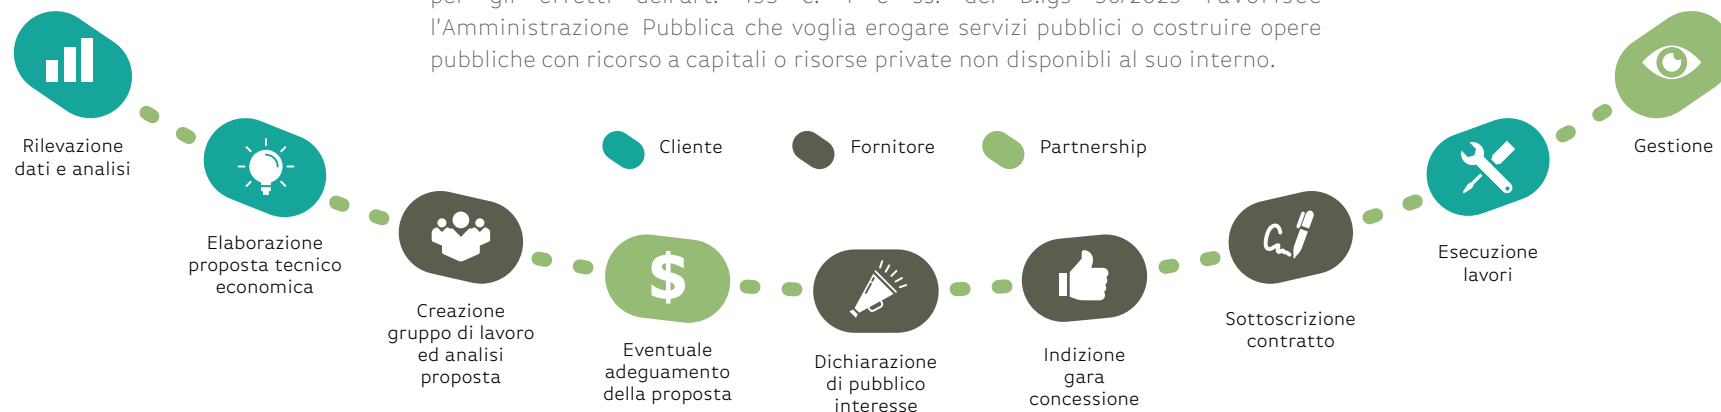 l'Amministrazione Pubblica che voglia erogare servizi pubblici o costruire opere
pubbliche con ricorso a capitali o risorse private non disponibli al suo interno.
Cliente
Fornitore
Partnership
Rilevazione
dati e analisi
Elaborazione
proposta tecnico
economica
Creazione
gruppo di lavoro
ed analisi
proposta
$
Eventuale
adeguamento
della proposta
Dichiarazione
di pubblico
interesse
Indizione
gara
concessione
Sottoscrizione
contratto
Esecuzione
lavori
Gestione